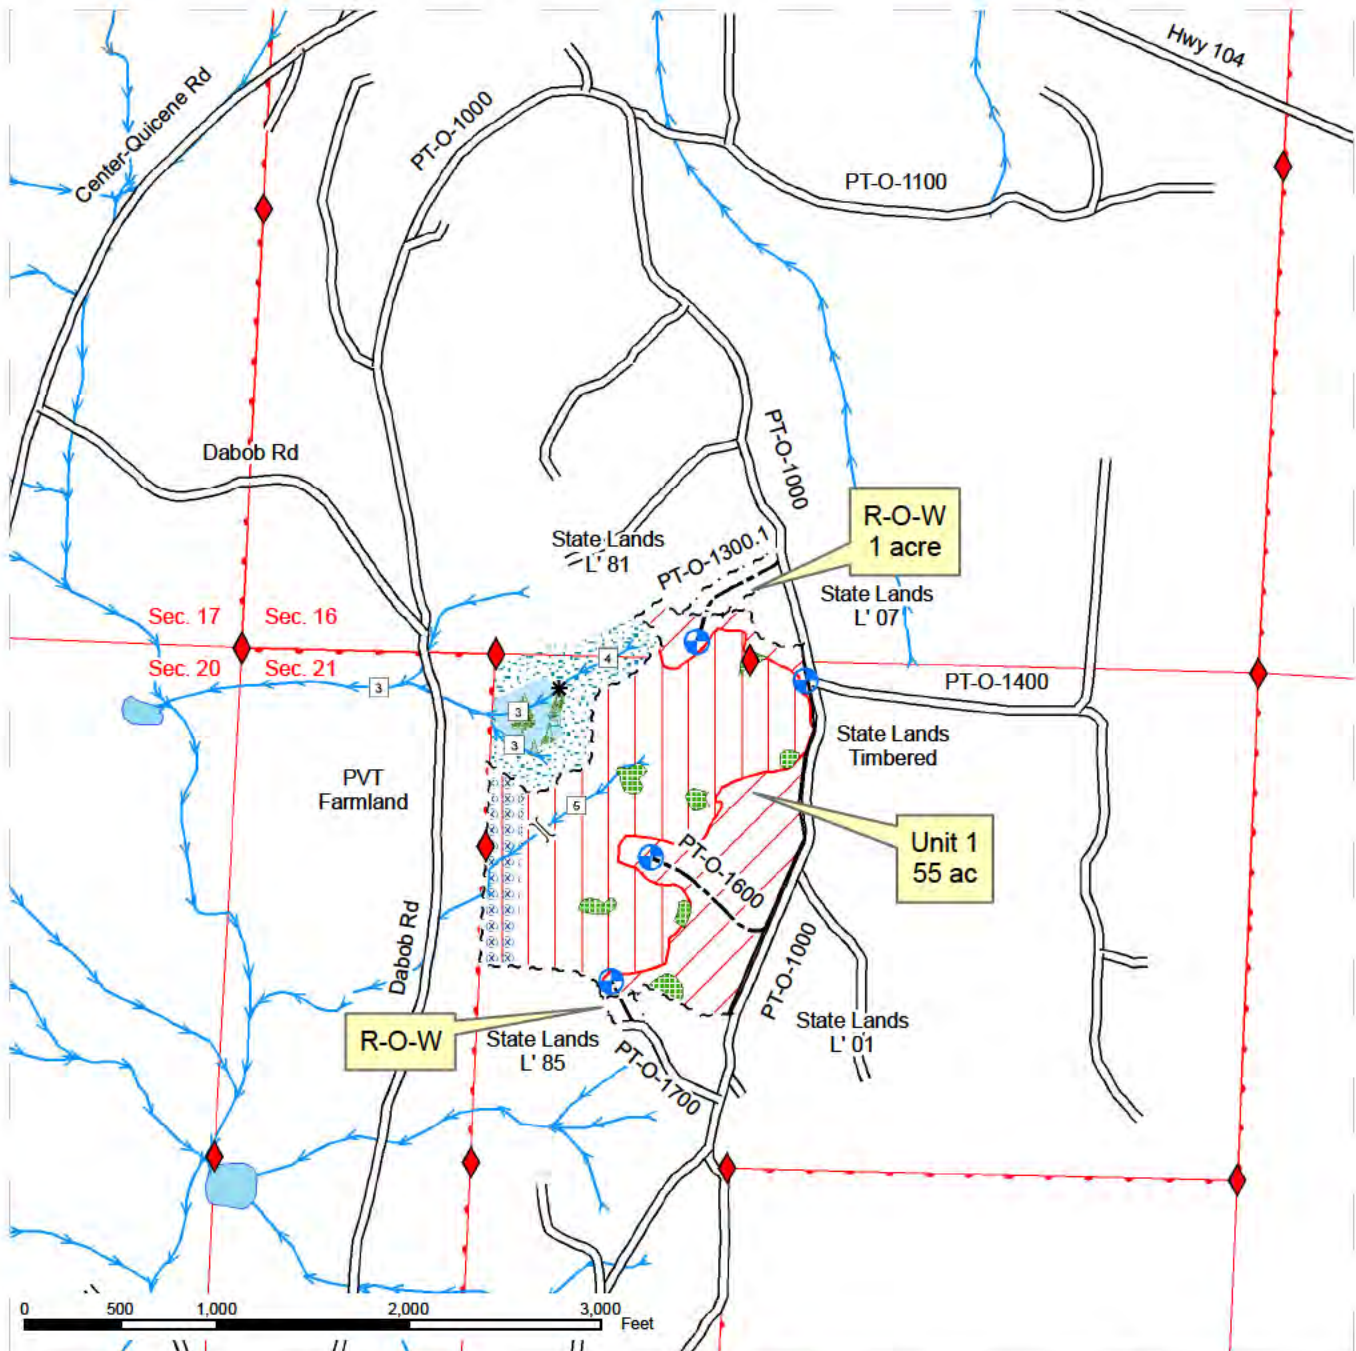 Hwy 104
Center-Quicene Rd
PT-O-1000
PT-O-1100
Dabob Rd
PT-O-1000
R-O-W
1 acre
State Lands
L' 81
PT-O-1300.1
State Lands
L' 07
Sec. 17
Sec. 16
Sec. 20
Sec. 21
4
3
3
3
PT-O-1400
State Lands
Timbered
PVT
Farmland
5
Unit 1
55 ac
PT-O-1600
Dabob Rd
PT-O-1000
R-O-W
State Lands
L' 85
State Lands
L' 01
PT-O-1700
0 500 1,000 2,000 3,000
Feet